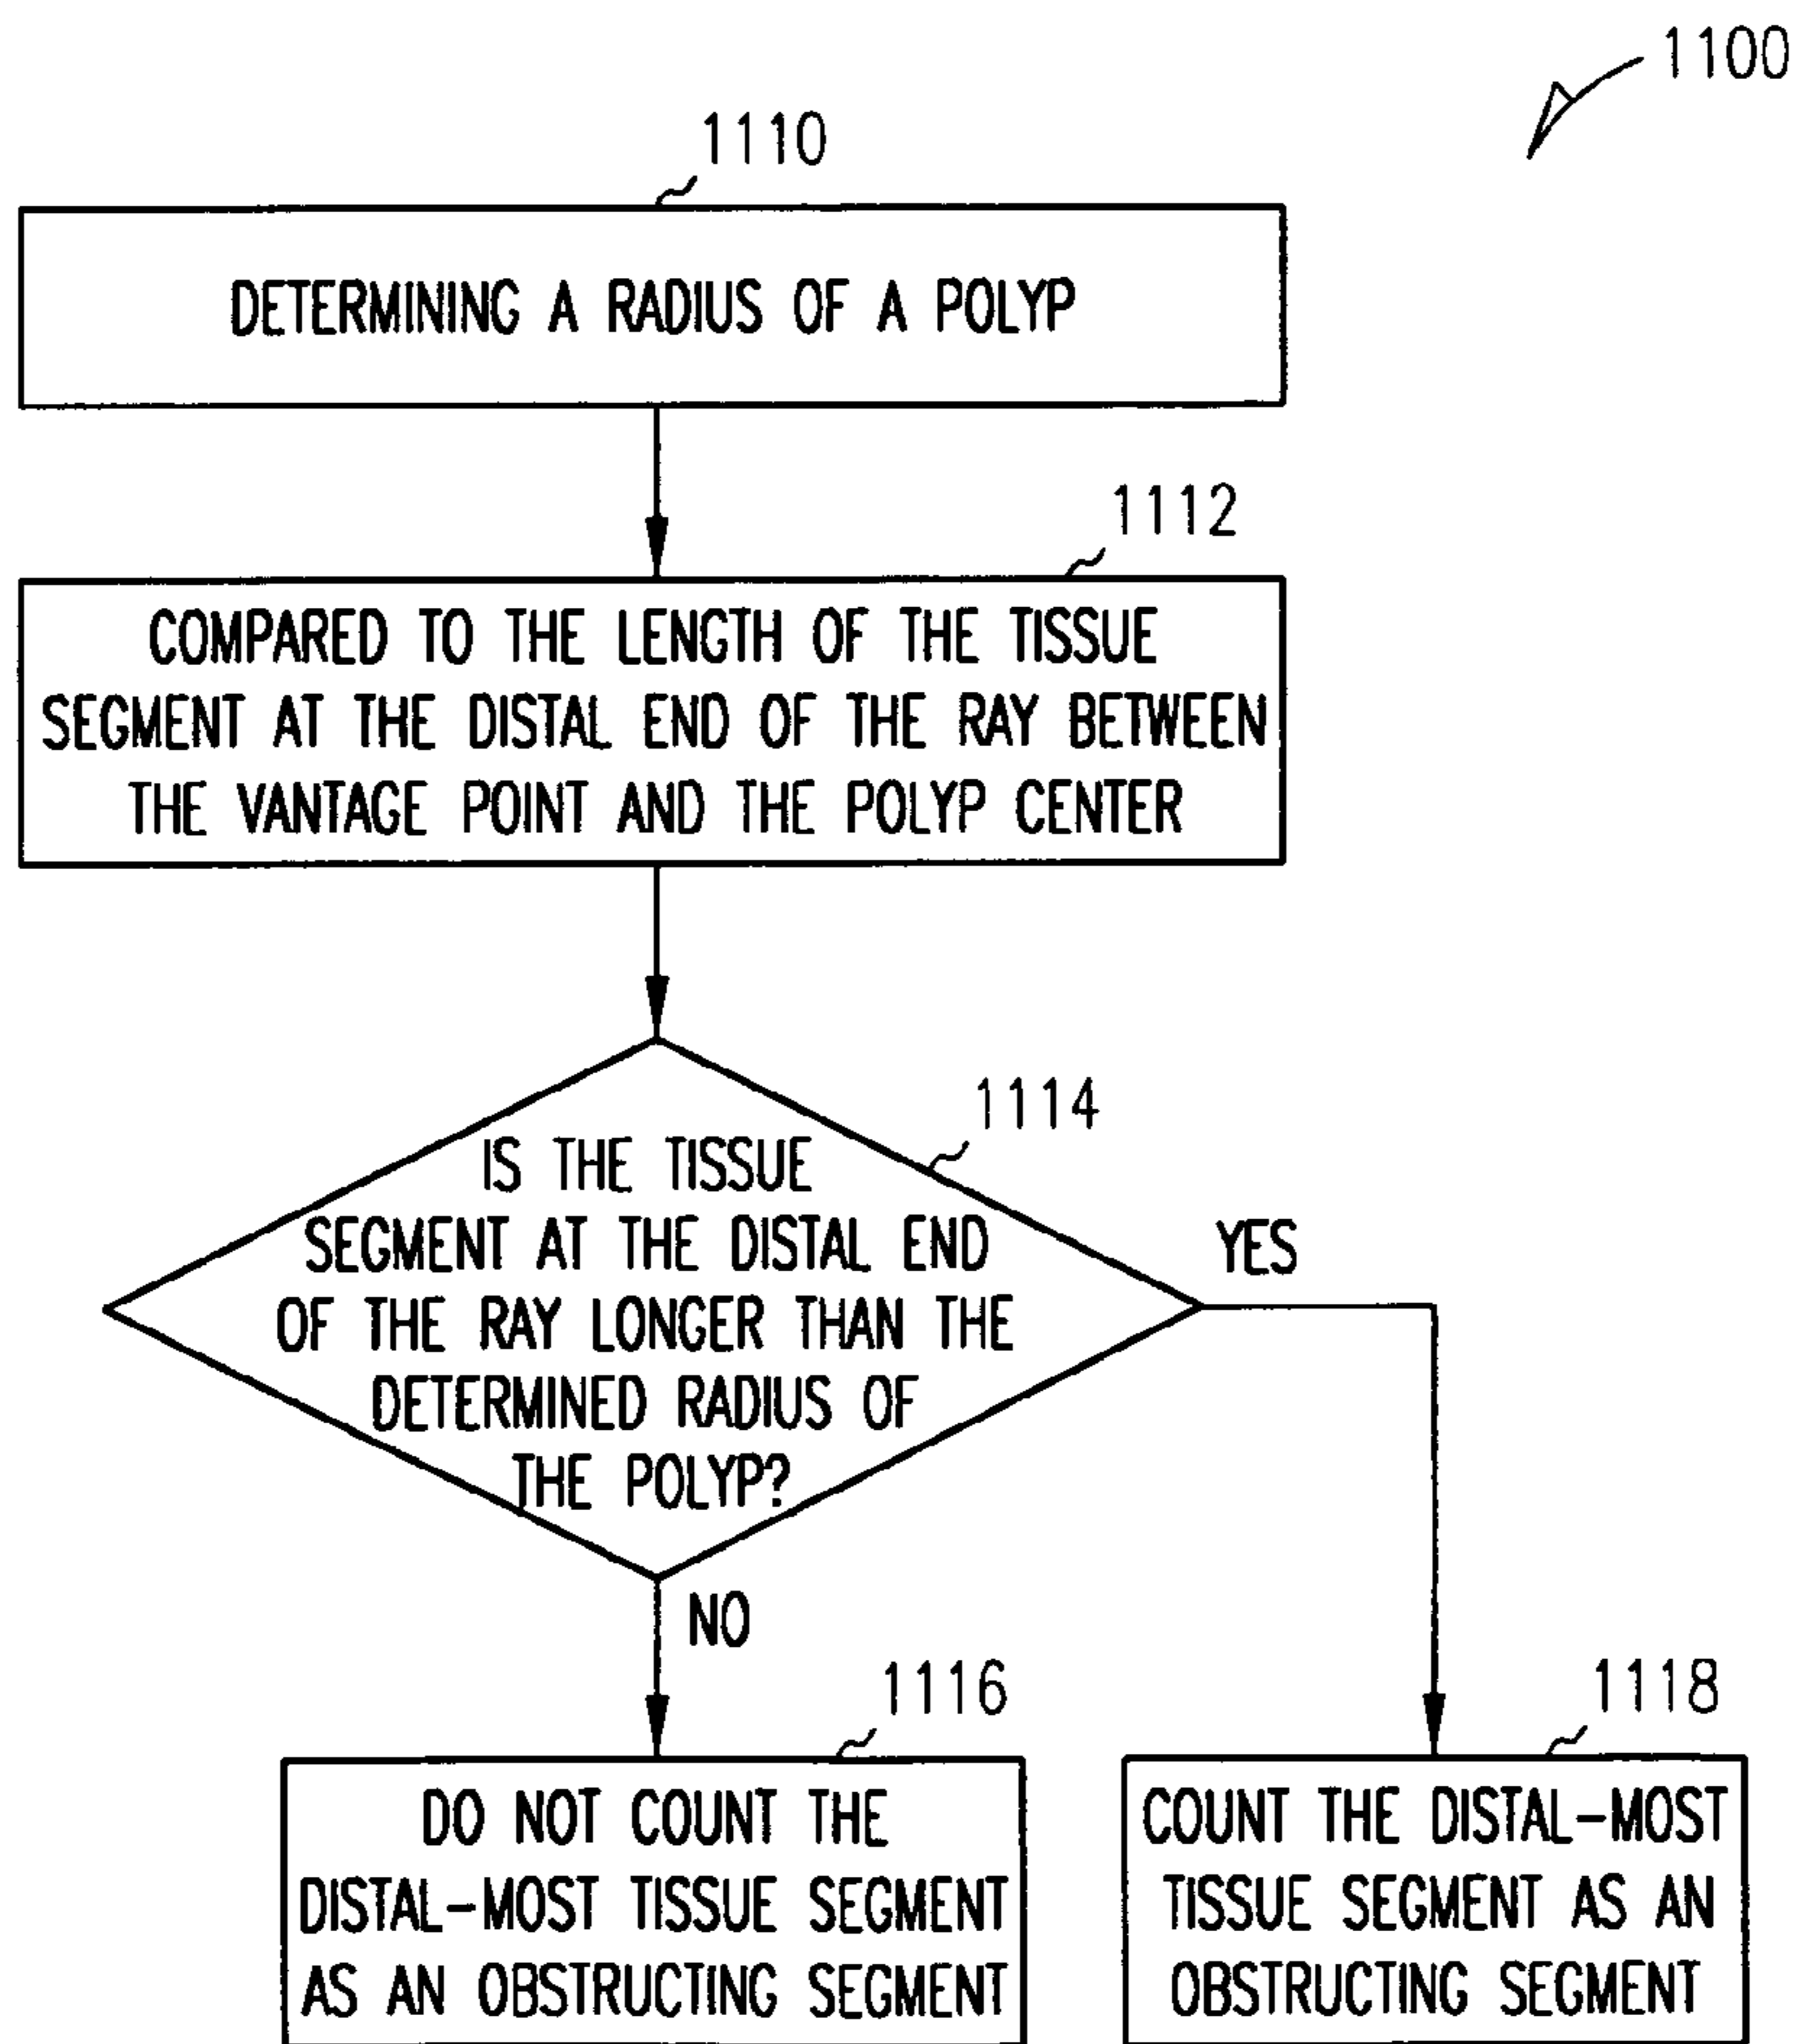 1100
1110
DETERMINING A RADIUS OF A POLYP
1112
COMPARED TO THE LENGTH OF THE TISSUE
SEGMENT AT THE DISTAL END OF THE RAY BETWEEN
THE VANTAGE POINT AND THE POLYP CENTER
1114
IS THE TISSUE
SEGMENT AT THE DISTAL END
OF THE RAY LONGER THAN THE
DETERMINED RADIUS OF
THE POLYP?
YES
NO
1116
DO NOT COUNT THE
DISTAL-MOST TISSUE SEGMENT
AS AN OBSTRUCTING SEGMENT
1118
COUNT THE DISTAL-MOST
TISSUE SEGMENT AS AN
OBSTRUCTING SEGMENT